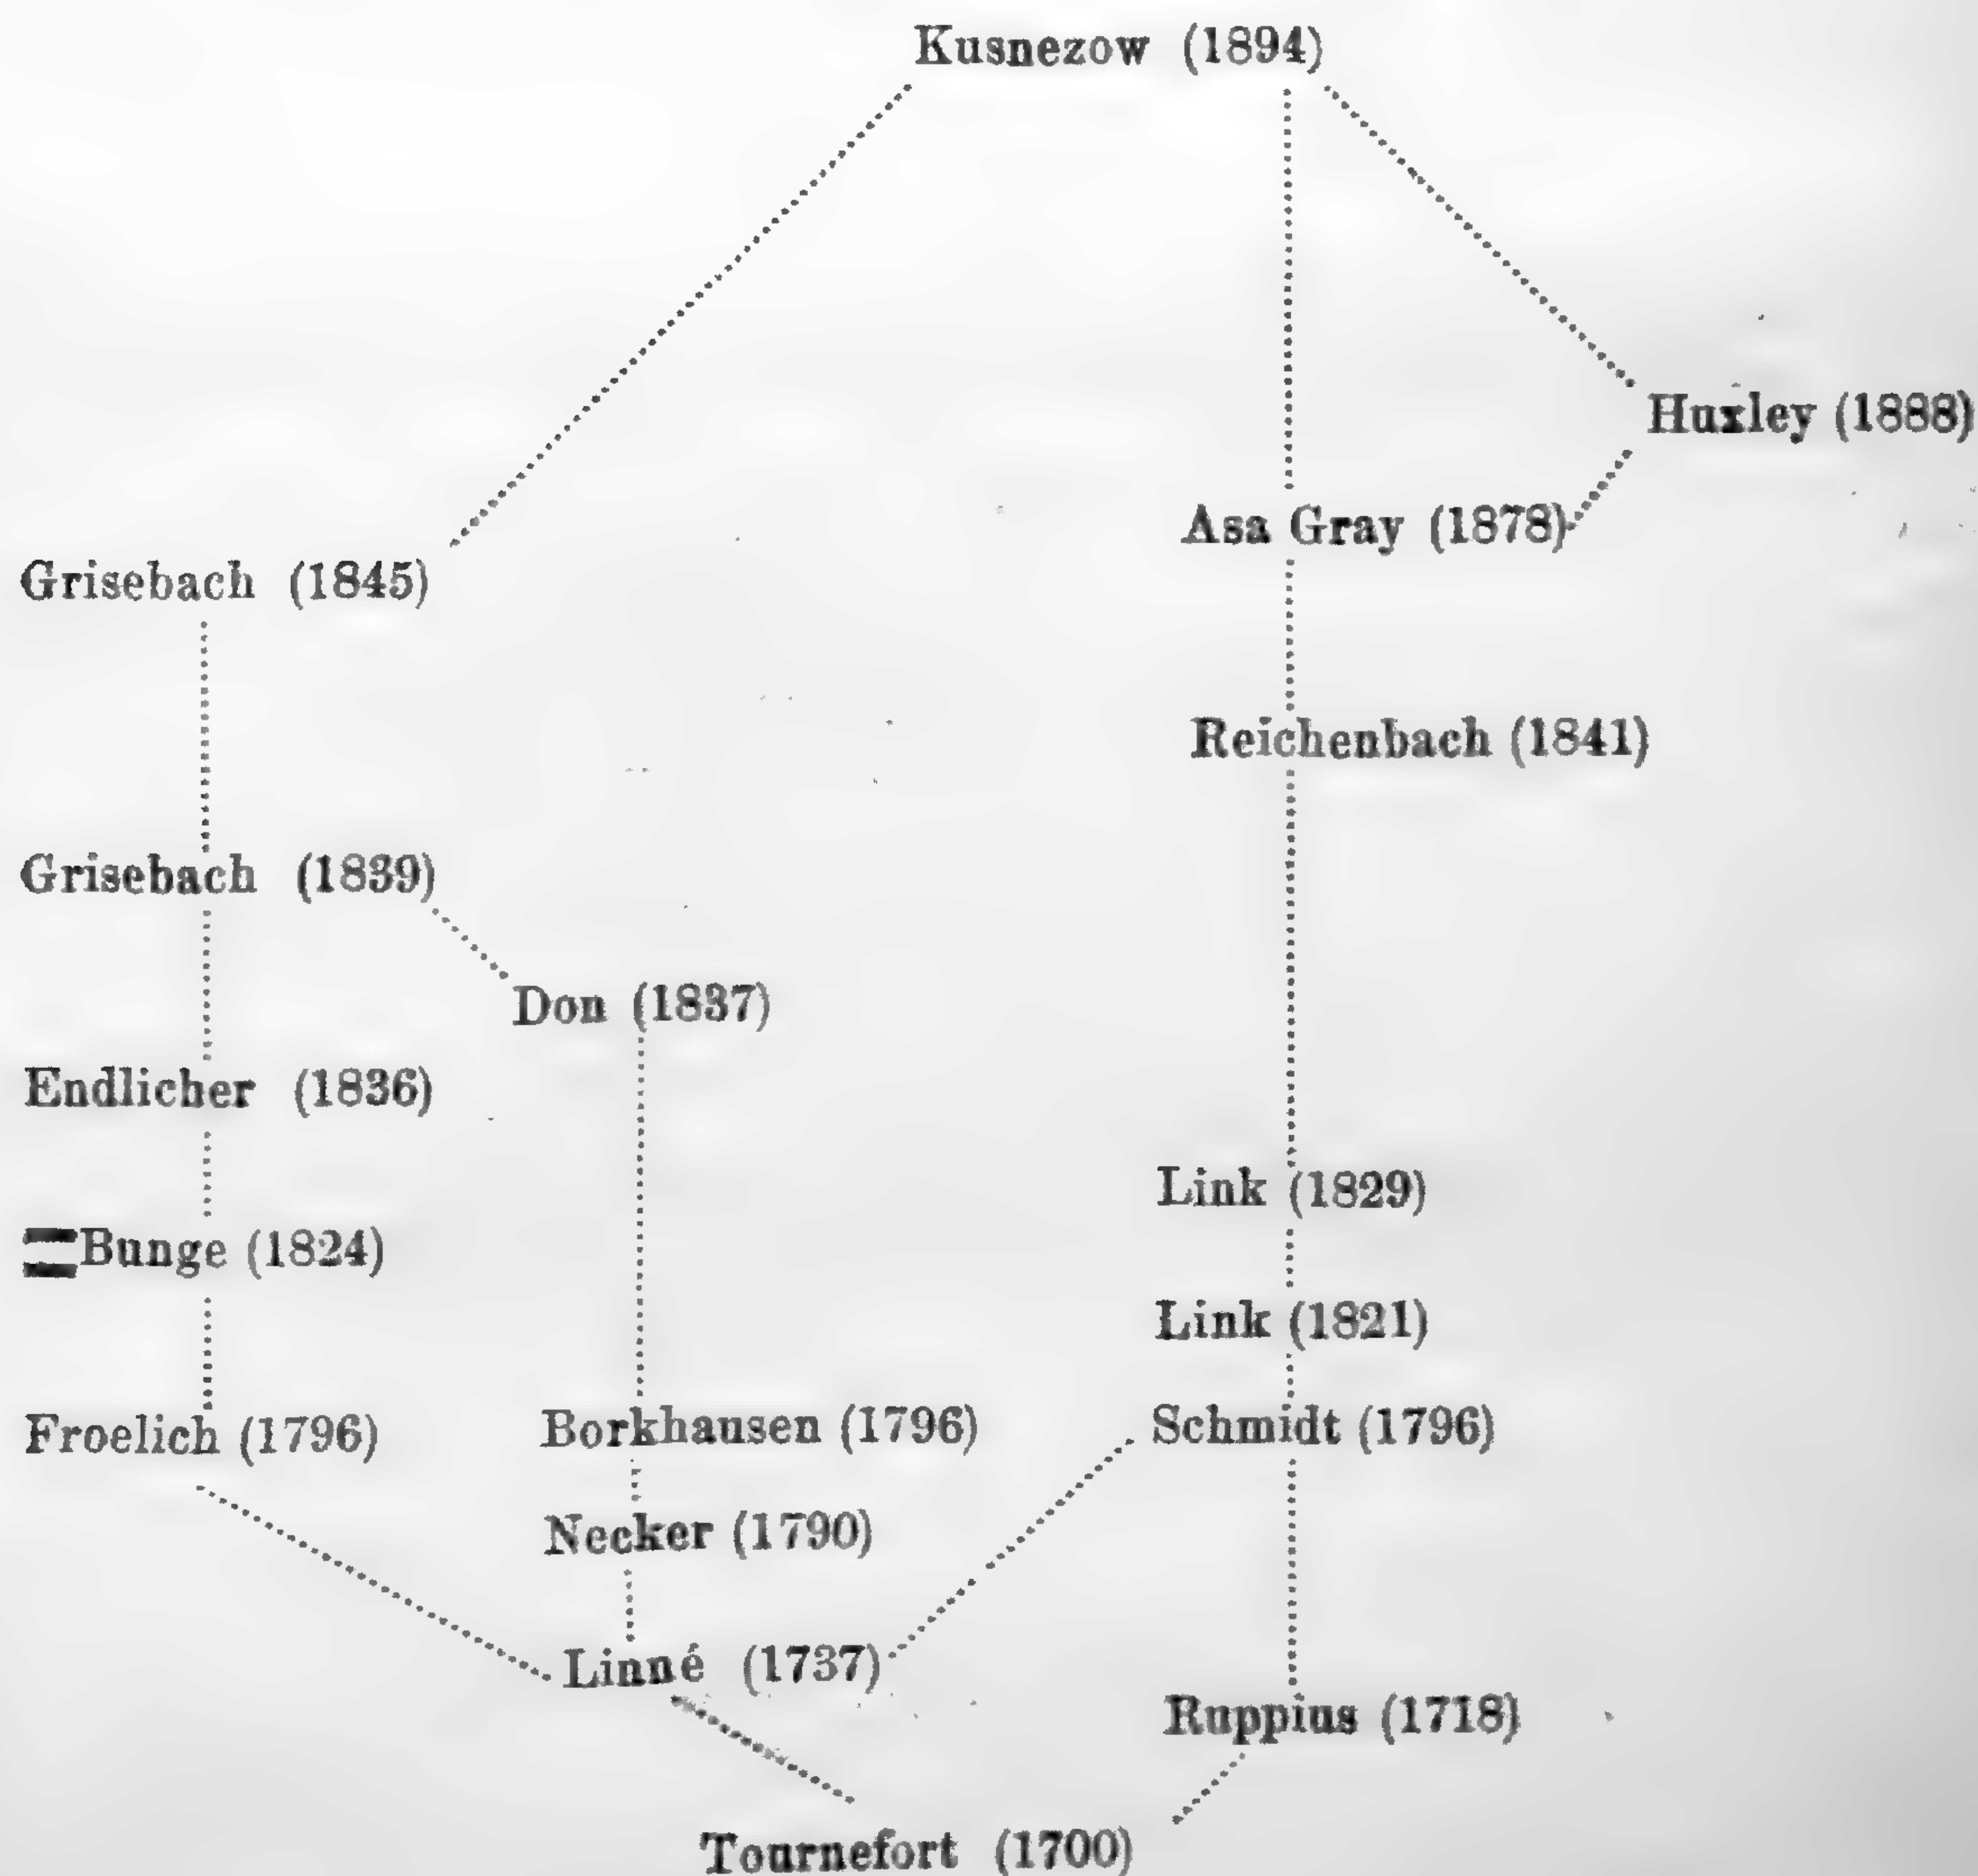 Kusnezow (1894)
Huxley (1888)
Asa Gray (1878)
Grisebach (1845)
Reichenbach (1841)
Grisebach (1839)
Don (1837)
Endlicher (1836)
Link (1829)
Bunge (1824)
Link (1821)
Froelich (1796)
Borkhausen (1796)
Schmidt (1796)
Necker (1790)
Linné (1737)
Ruppius (1718)
Tournefort (1700)